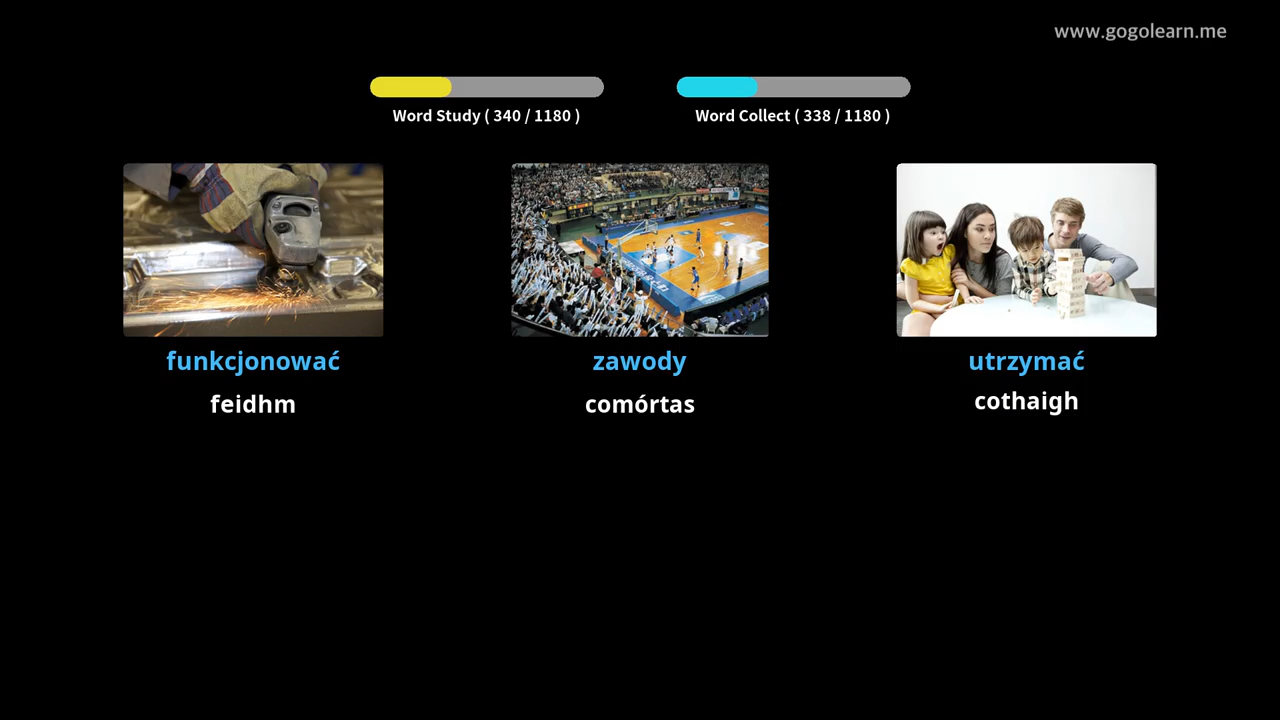 www.gogolearn.me
Word Study ( 340 / 1180 )
Word Collect ( 338 / 1180 )
funkcjonować
zawody
utrzymać
feidhm
comórtas
cothaigh